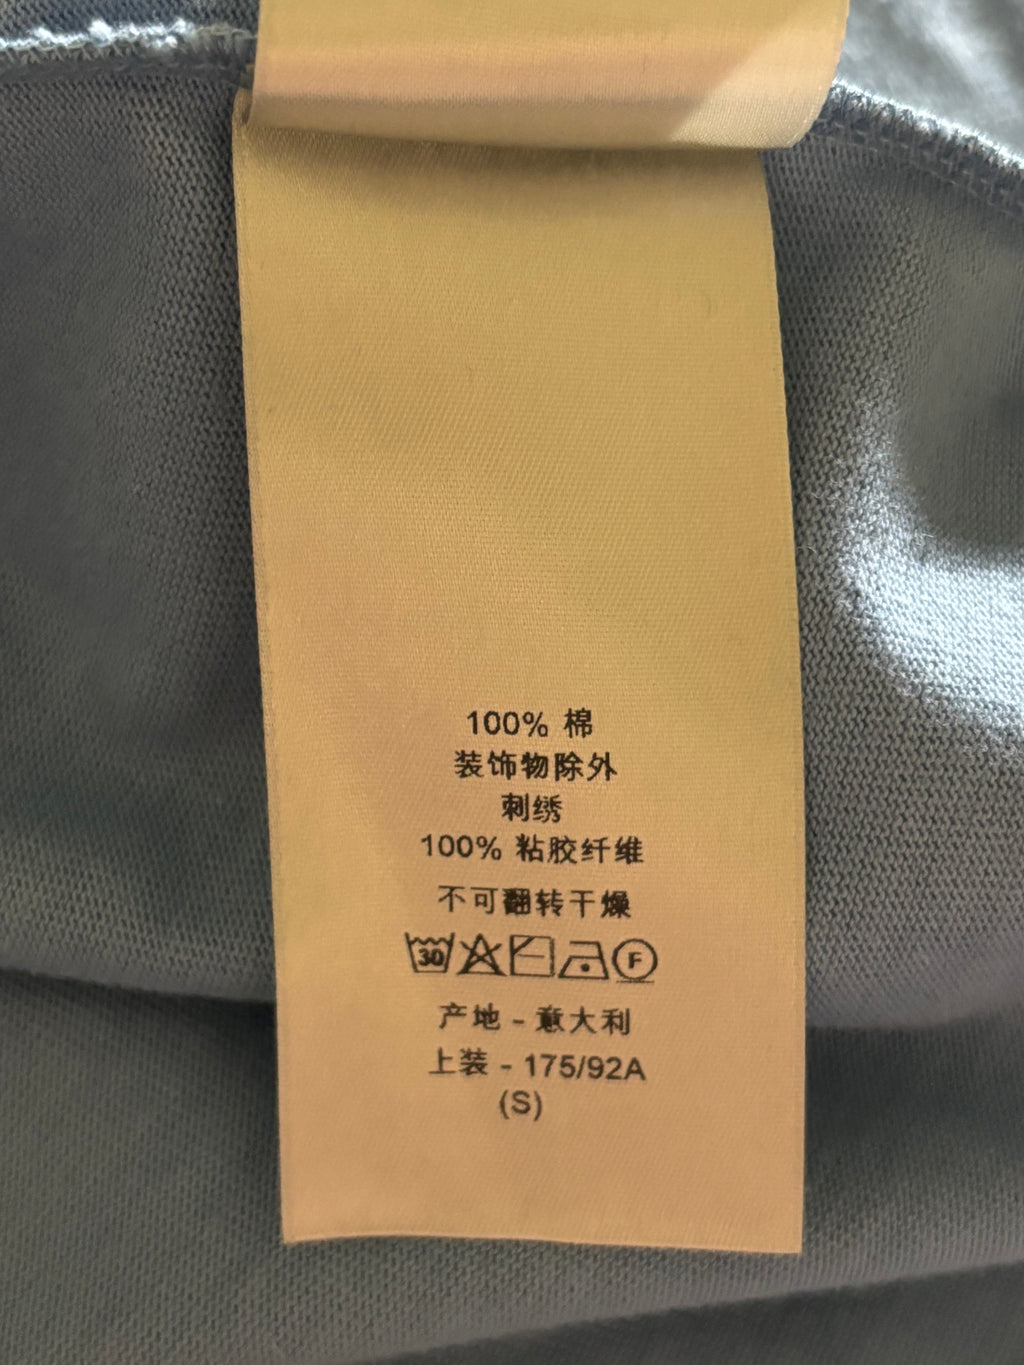 100% 棉
装饰物除外
刺绣
100% 粘胶纤维
不可翻转干燥
30 F
产地 - 意大利
上装 - 175/92A
(S)